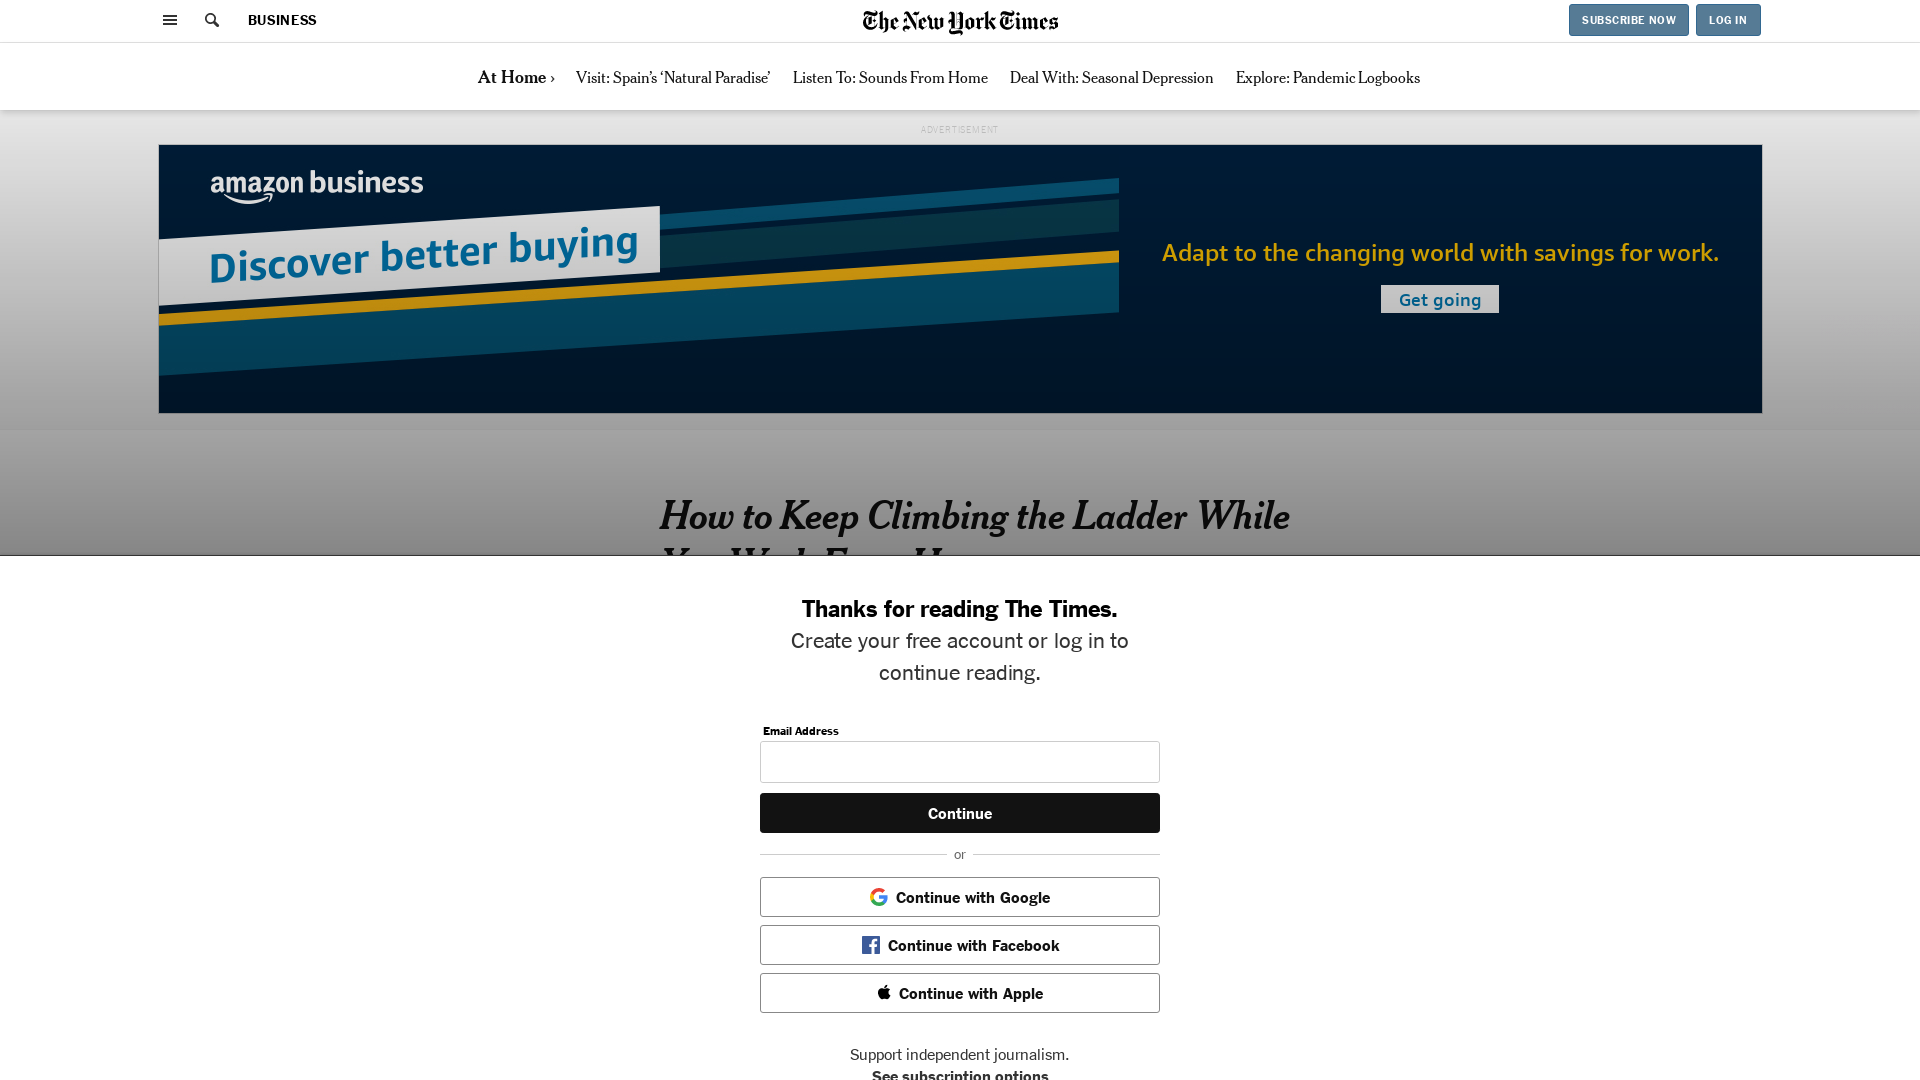 BUSINESS
The New York Times
SUBSCRIBE NOW
LOG IN
At Home ›
Visit: Spain’s ‘Natural Paradise’
Listen To: Sounds From Home
Deal With: Seasonal Depression
Explore: Pandemic Logbooks
ADVERTISEMENT
amazon business
Discover better buying
Adapt to the changing world with savings for work.
Get going
How to Keep Climbing the Ladder While
You Work From Home
Thanks for reading The Times.
Create your free account or log in to
continue reading.
Email Address
Continue
or
Continue with Google
Continue with Facebook
Continue with Apple
Support independent journalism.
See subscription options